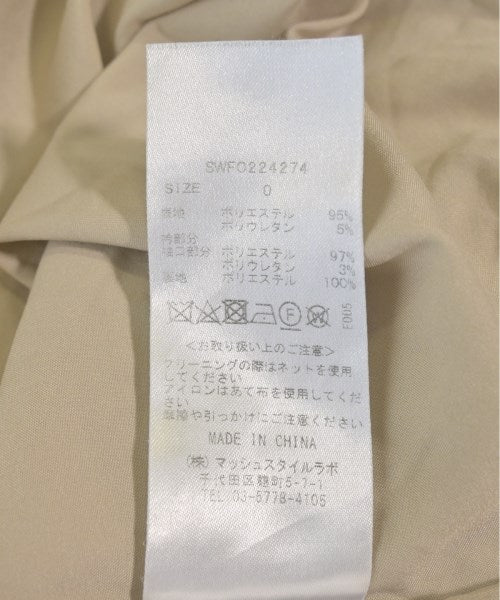 SWFO224274
SIZE 0
表地 ポリエステル 95%
ポリウレタン 5%
衿部分
袖口部分 ポリエステル 97%
ポリウレタン 3%
裏地 ポリエステル 100%
F
W
E005
<お取り扱い上のご注意>
クリーニングの際はネットを使用
してください
アイロンはあて布を使用してくだ
さい
摩擦や引っかけにご注意ください
MADE IN CHINA
(株)マッシュスタイルラボ
千代田区麹町5-7-1
TEL 03-5778-4106